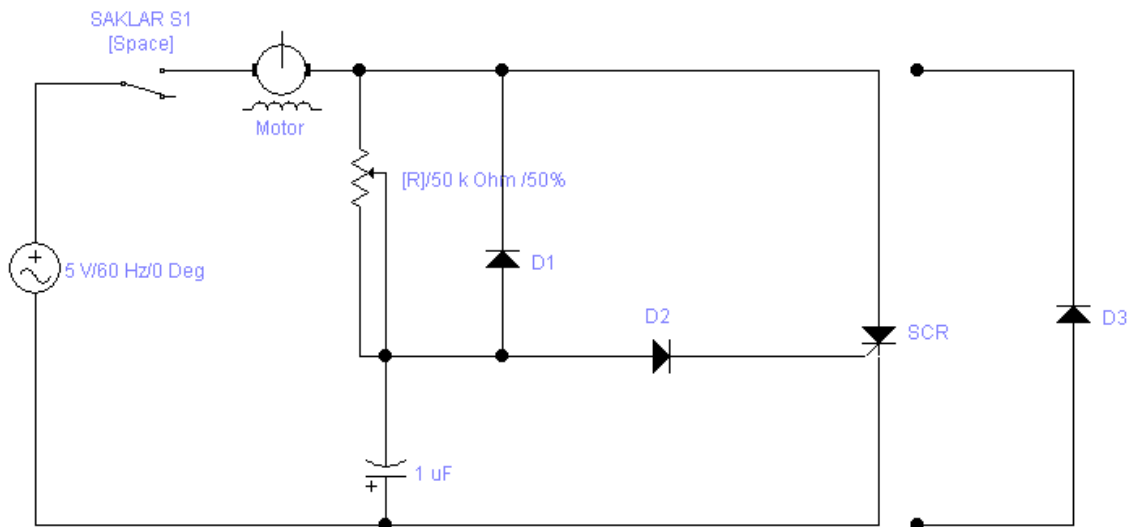 SAKLAR S1
[Space]
Motor
[R]/50 k Ohm /50%
5 V/60 Hz/0 Deg
D1
D2
SCR
D3
1 uF